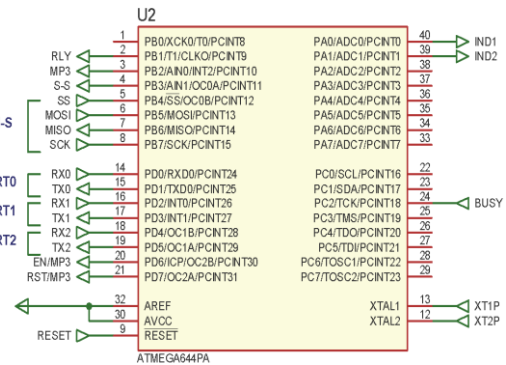 U2
1 PB0/XCK0/T0/PCINT8 PA0/ADC0/PCINT0 40 IND1
RLY 2 PB1/T1/CLKO/PCINT9 PA1/ADC1/PCINT1 39 IND2
MP3 3 PB2/AIN0/INT2/PCINT10 PA2/ADC2/PCINT2 38
S-S 4 PB3/AIN1/OC0A/PCINT11 PA3/ADC3/PCINT3 37
SS 5 PB4/SS/OC0B/PCINT12 PA4/ADC4/PCINT4 36
-S MOSI 6 PB5/MOSI/PCINT13 PA5/ADC5/PCINT5 35
MISO 7 PB6/MISO/PCINT14 PA6/ADC6/PCINT6 34
SCK 8 PB7/SCK/PCINT15 PA7/ADC7/PCINT7 33
RT0 RX0 14 PD0/RXD0/PCINT24 PC0/SCL/PCINT16 22
TX0 15 PD1/TXD0/PCINT25 PC1/SDA/PCINT17 23
RT1 RX1 16 PD2/INT0/PCINT26 PC2/TCK/PCINT18 24 BUSY
TX1 17 PD3/INT1/PCINT27 PC3/TMS/PCINT19 25
RT2 RX2 18 PD4/OC1B/PCINT28 PC4/TDO/PCINT20 26
TX2 19 PD5/OC1A/PCINT29 PC5/TDI/PCINT21 27
EN/MP3 20 PD6/ICP/OC2B/PCINT30 PC6/TOSC1/PCINT22 28
RST/MP3 21 PD7/OC2A/PCINT31 PC7/TOSC2/PCINT23 29
32 AREF XTAL1 13 XT1P
30 AVCC XTAL2 12 XT2P
RESET 9 RESET
ATMEGA644PA